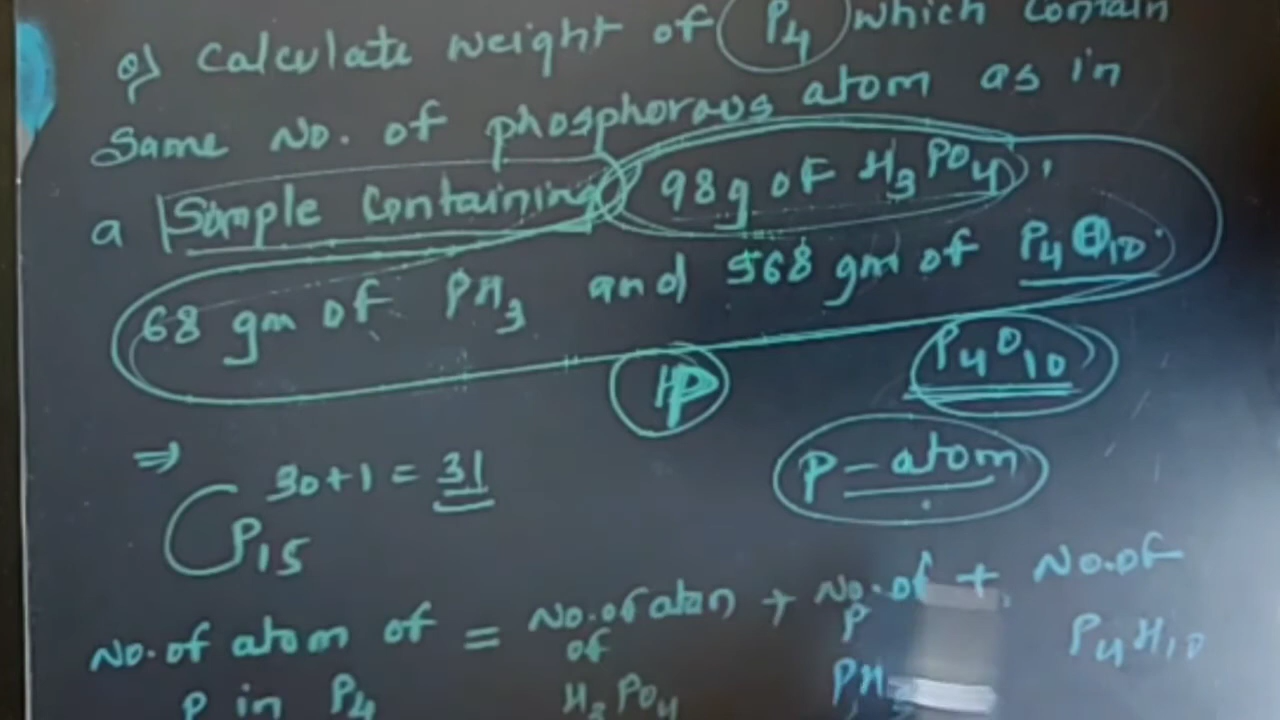 Q) Calculate weight of P4 which contain
Same No. of phosphorous atom as in
a Sample Containing 98g of H3PO4,
68 gm of PH3 and 568 gm of P4O10.
P4O10
P
P-atom
⇒
30+1 = 31
P15
No. of atom of = No. of atom + No. of + No. of
P in P4 of H3PO4 P PH3 P4H10